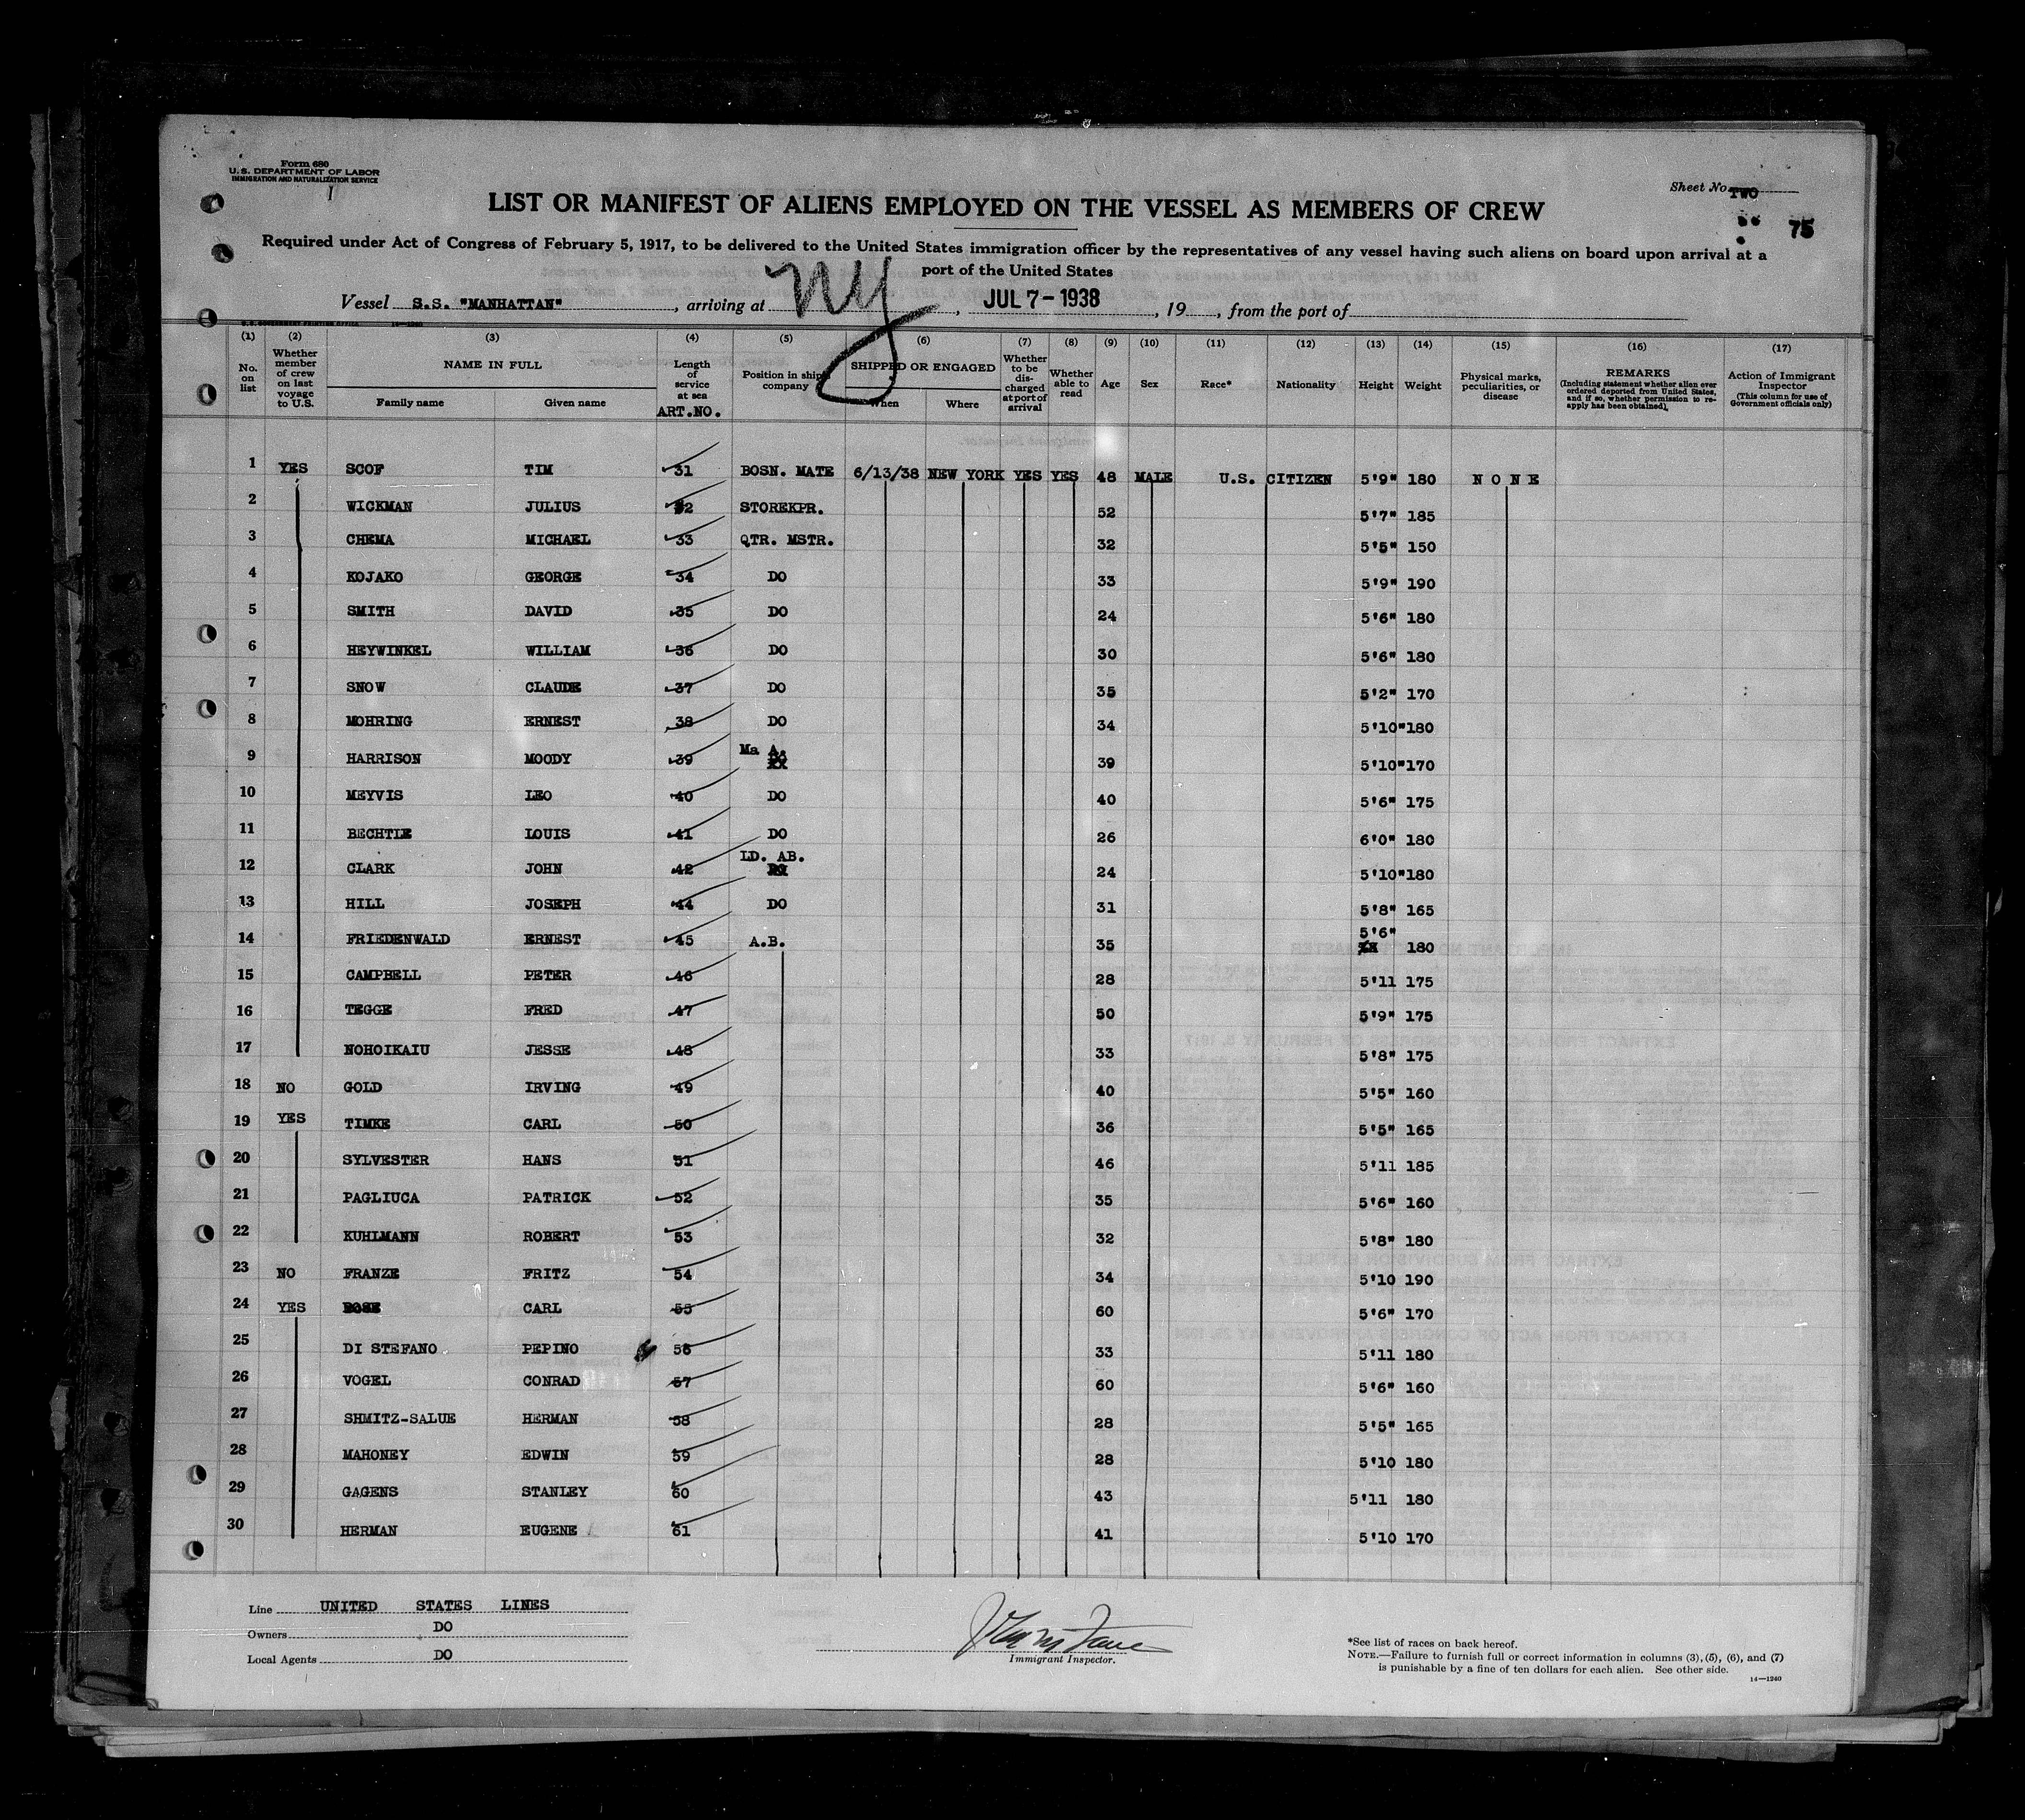 Form 680
U. S. DEPARTMENT OF LABOR
IMMIGRATION AND NATURALIZATION SERVICE
Sheet No. TWO
75
LIST OR MANIFEST OF ALIENS EMPLOYED ON THE VESSEL AS MEMBERS OF CREW
Required under Act of Congress of February 5, 1917, to be delivered to the United States immigration officer by the representatives of any vessel having such aliens on board upon arrival at a
port of the United States
Vessel S.S. "MANHATTAN", arriving at NY, JUL 7 - 1938, 19, from the port of
U. S. GOVERNMENT PRINTING OFFICE 14—1240
(1) (2) (3) (4) (5) (6) (7) (8) (9) (10) (11) (12) (13) (14) (15) (16) (17)
No. on list
Whether member of crew on last voyage to U.S.
NAME IN FULL
Family name
Given name
Length of service at sea
ART.NO.
Position in ship's company
SHIPPED OR ENGAGED
When
Where
Whether to be discharged at port of arrival
Whether able to read
Age
Sex
Race*
Nationality
Height
Weight
Physical marks, peculiarities, or disease
REMARKS
(Including statement whether alien ever ordered deported from United States, and if so, whether permission to reapply has been obtained)
Action of Immigrant Inspector
(This column for use of Government officials only)
1 YES SCOF TIM 31 BOSN. MATE 6/13/38 NEW YORK YES YES 48 MALE U.S. CITIZEN 5'9" 180 N O N E
2 WICKMAN JULIUS 32 STOREKPR. 52 5'7" 185
3 CHEMA MICHAEL 33 QTR. MSTR. 32 5'5" 150
4 KOJAKO GEORGE 34 DO 33 5'9" 190
5 SMITH DAVID 35 DO 24 5'6" 180
6 HEYWINKEL WILLIAM 36 DO 30 5'6" 180
7 SNOW CLAUDE 37 DO 35 5'2" 170
8 MOHRING ERNEST 38 DO 34 5'10" 180
9 HARRISON MOODY 39 Ma A. 39 5'10" 170
10 MEYVIS LEO 40 DO 40 5'6" 175
11 BECHTLE LOUIS 41 DO 26 6'0" 180
12 CLARK JOHN 42 LD. AB. 24 5'10" 180
13 HILL JOSEPH 44 DO 31 5'8" 165
14 FRIEDENWALD ERNEST 45 A.B. 35 5'6" 180
15 CAMPBELL PETER 46 28 5'11 175
16 TEGGE FRED 47 50 5'9" 175
17 NOHOIKAIU JESSE 48 33 5'8" 175
18 NO GOLD IRVING 49 40 5'5" 160
19 YES TIMKE CARL 50 36 5'5" 165
20 SYLVESTER HANS 51 46 5'11 185
21 PAGLIUCA PATRICK 52 35 5'6" 160
22 KUHLMANN ROBERT 53 32 5'8" 180
23 NO FRANZE FRITZ 54 34 5'10 190
24 YES CARL 55 60 5'6" 170
25 DI STEFANO PEPINO 56 33 5'11 180
26 VOGEL CONRAD 57 60 5'6" 160
27 SHMITZ-SALUE HERMAN 58 28 5'5" 165
28 MAHONEY EDWIN 59 28 5'10 180
29 GAGENS STANLEY 60 43 5'11 180
30 HERMAN EUGENE 61 41 5'10 170
Line UNITED STATES LINES
Owners DO
Local Agents DO
Immigrant Inspector.
*See list of races on back hereof.
NOTE.—Failure to furnish full or correct information in columns (3), (5), (6), and (7)
is punishable by a fine of ten dollars for each alien. See other side.
14—1240